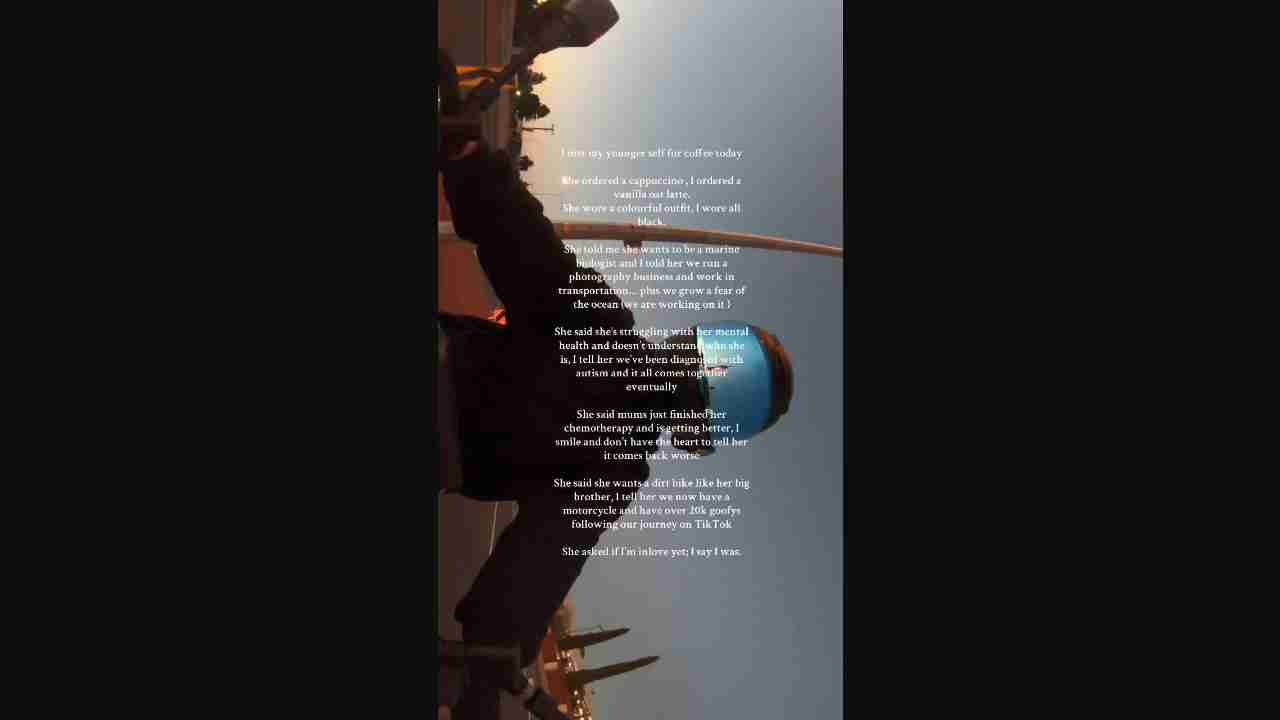 I met my younger self for coffee today
She ordered a cappuccino , I ordered a
vanilla oat latte.
She wore a colourful outfit, I wore all
black.
She told me she wants to be a marine
biologist and I told her we run a
photography business and work in
transportation... plus we grow a fear of
the ocean (we are working on it )
She said she's struggling with her mental
health and doesn't understand who she
is, I tell her we've been diagnosed with
autism and it all comes together
eventually
She said mums just finished her
chemotherapy and is getting better, I
smile and don't have the heart to tell her
it comes back worse
She said she wants a dirt bike like her big
brother, I tell her we now have a
motorcycle and have over 20k goofys
following our journey on TikTok
She asked if I'm inlove yet; I say I was.